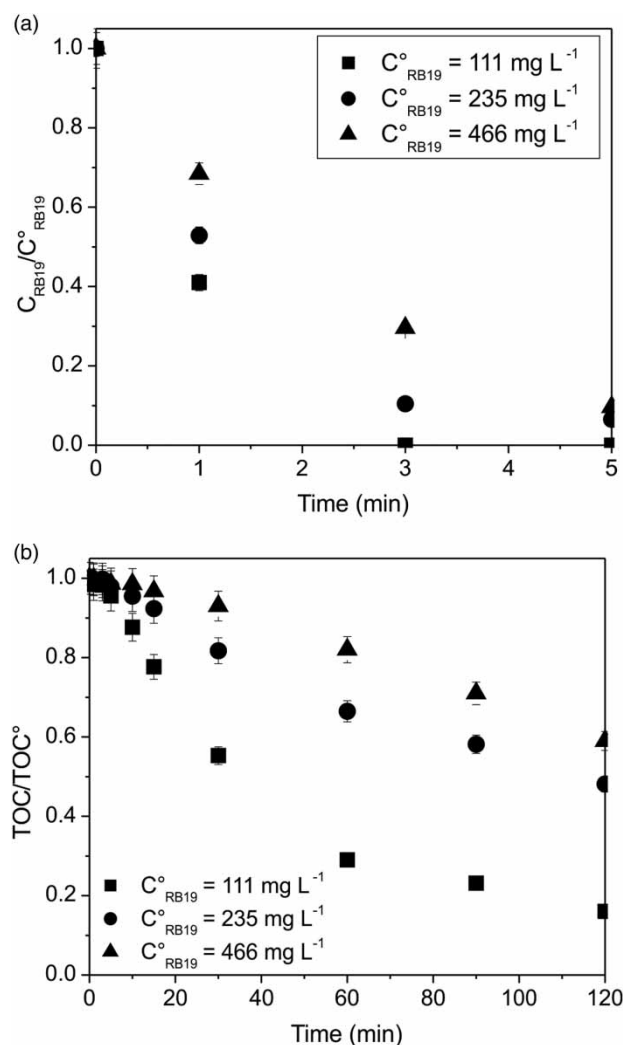 (a)
1.0
0.8
0.6
0.4
0.2
0.0
C_RB19/C°_RB19
C°_RB19 = 111 mg L⁻¹
C°_RB19 = 235 mg L⁻¹
C°_RB19 = 466 mg L⁻¹
0 1 2 3 4 5
Time (min)
(b)
1.0
0.8
0.6
0.4
0.2
0.0
TOC/TOC°
C°_RB19 = 111 mg L⁻¹
C°_RB19 = 235 mg L⁻¹
C°_RB19 = 466 mg L⁻¹
0 20 40 60 80 100 120
Time (min)